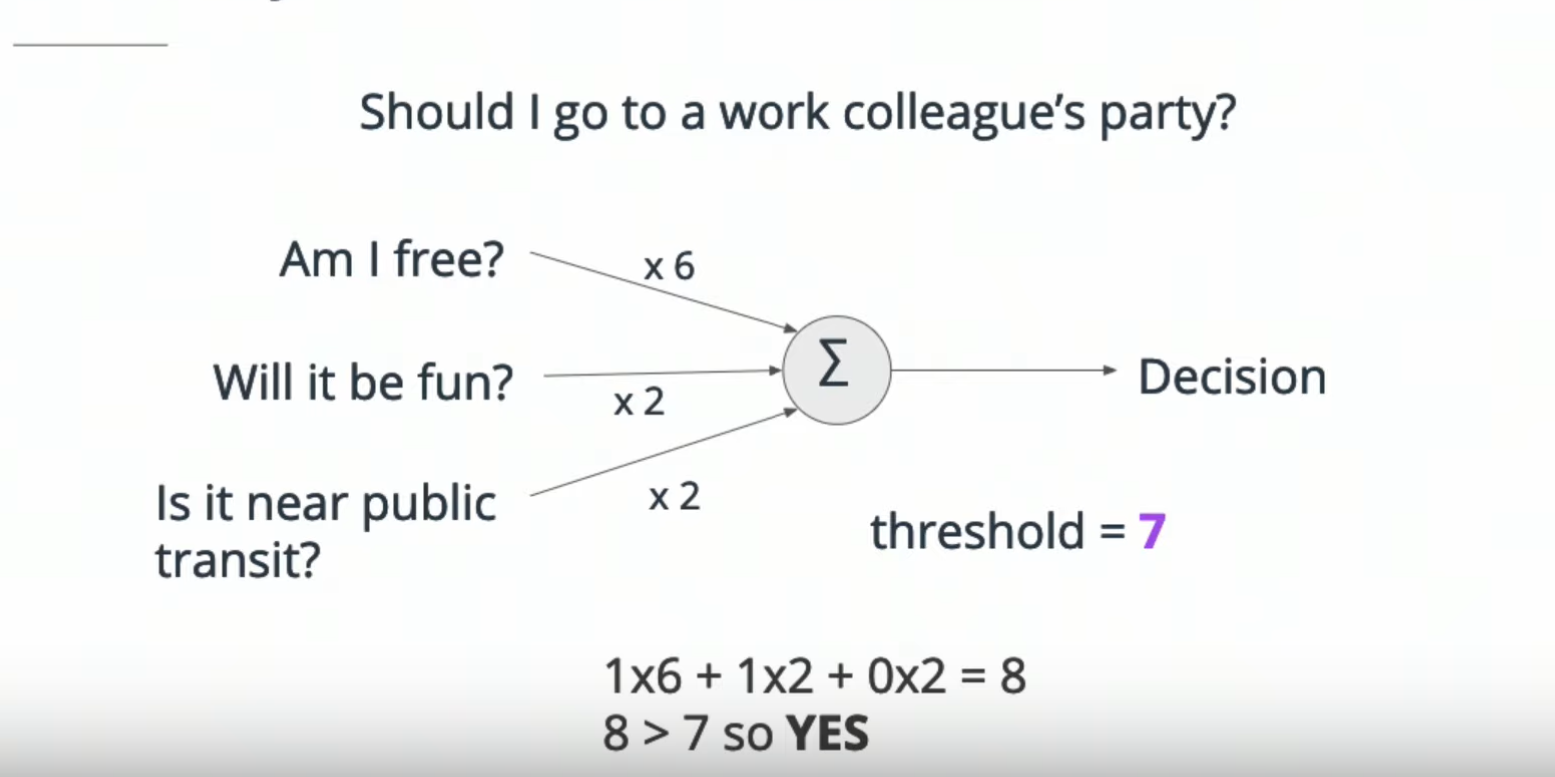 Should I go to a work colleague's party?
Am I free?
x 6
Will it be fun?
x 2
Σ
Decision
Is it near public
transit?
x 2
threshold = 7
1x6 + 1x2 + 0x2 = 8
8 > 7 so YES